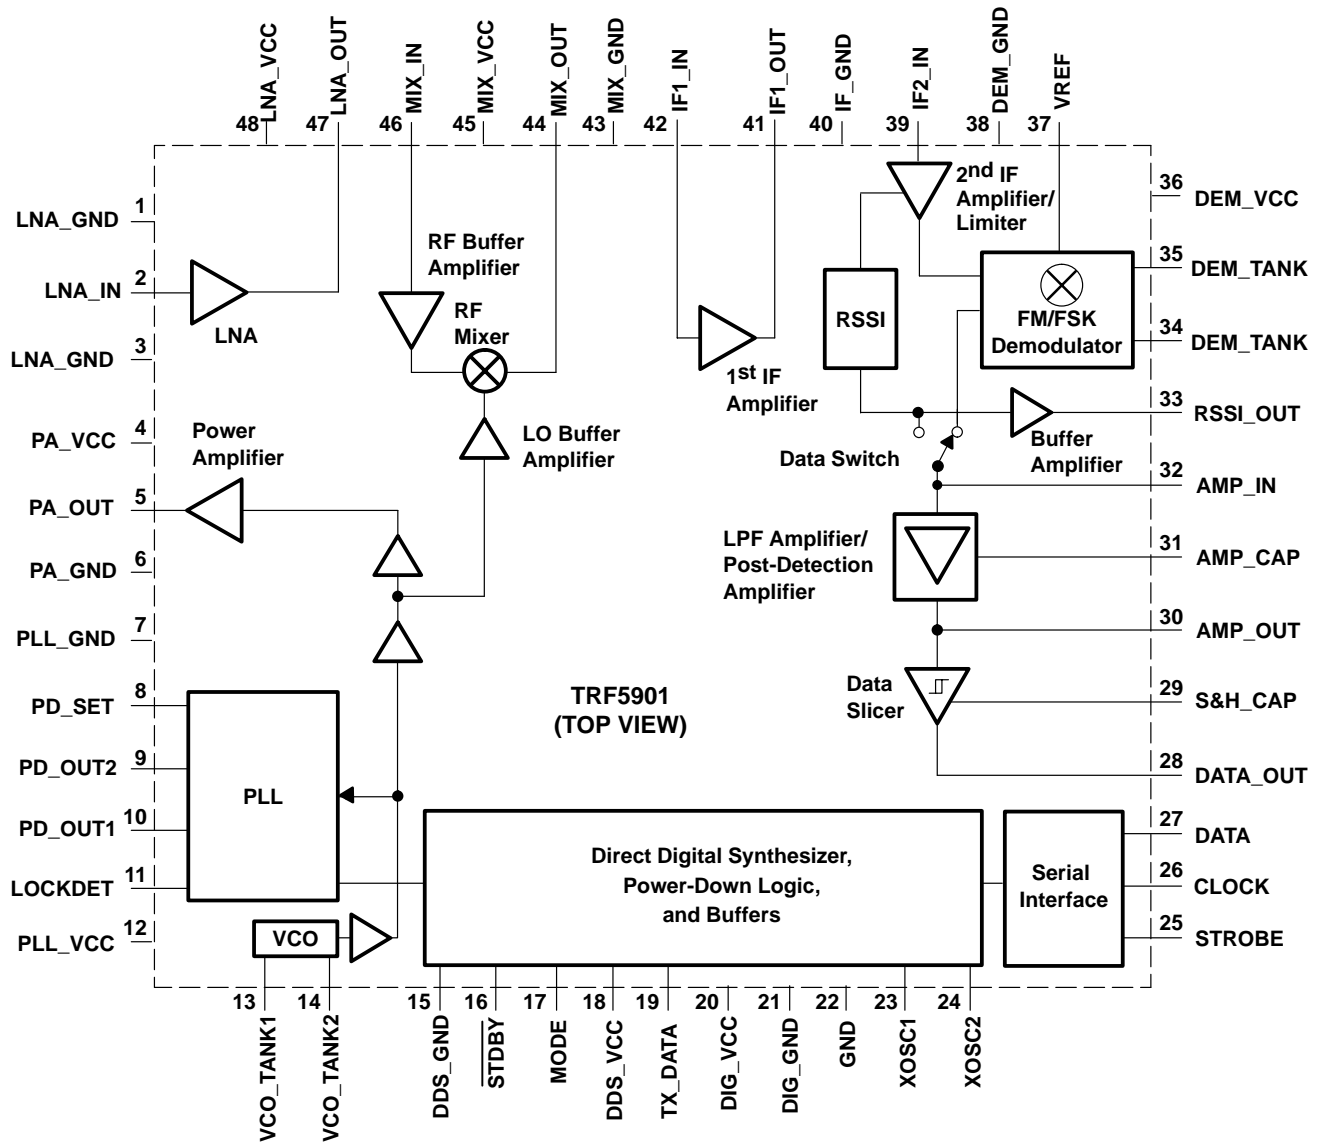 LNA_VCC
LNA_OUT
MIX_IN
MIX_VCC
MIX_OUT
MIX_GND
IF1_IN
IF1_OUT
IF_GND
IF2_IN
DEM_GND
VREF
48
47
46
45
44
43
42
41
40
39
38
37
1
LNA_GND
2
LNA_IN
3
LNA_GND
4
PA_VCC
5
PA_OUT
6
PA_GND
7
PLL_GND
8
PD_SET
9
PD_OUT2
10
PD_OUT1
11
LOCKDET
12
PLL_VCC
LNA
RF Buffer
Amplifier
RF
Mixer
1st IF
Amplifier
2nd IF
Amplifier/
Limiter
RSSI
FM/FSK
Demodulator
Power
Amplifier
LO Buffer
Amplifier
Data Switch
Buffer
Amplifier
LPF Amplifier/
Post-Detection
Amplifier
Data
Slicer
TRF5901
(TOP VIEW)
PLL
VCO
Direct Digital Synthesizer,
Power-Down Logic,
and Buffers
Serial
Interface
36
DEM_VCC
35
DEM_TANK
34
DEM_TANK
33
RSSI_OUT
32
AMP_IN
31
AMP_CAP
30
AMP_OUT
29
S&H_CAP
28
DATA_OUT
27
DATA
26
CLOCK
25
STROBE
13
14
15
16
17
18
19
20
21
22
23
24
VCO_TANK1
VCO_TANK2
DDS_GND
STDBY
MODE
DDS_VCC
TX_DATA
DIG_VCC
DIG_GND
GND
XOSC1
XOSC2